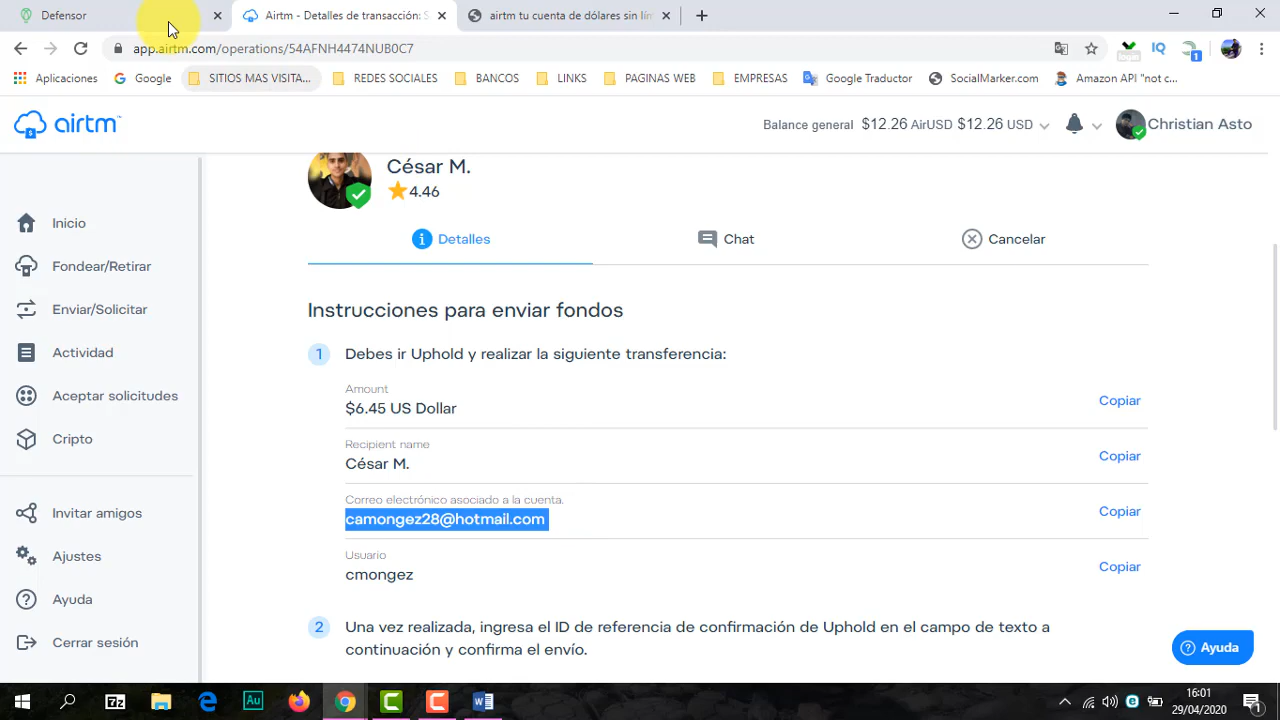 Defensor
Airtm - Detalles de transacción: S
airtm tu cuenta de dólares sin lím
app.airtm.com/operations/54AFNH4474NUB0C7
IQ
1
Aplicaciones
Google
SITIOS MAS VISITA...
REDES SOCIALES
BANCOS
LINKS
PAGINAS WEB
EMPRESAS
Google Traductor
SocialMarker.com
Amazon API "not c...
airtm
Balance general $12.26 AirUSD $12.26 USD
Christian Asto
César M.
4.46
Inicio
Fondear/Retirar
Enviar/Solicitar
Actividad
Aceptar solicitudes
Cripto
Invitar amigos
Ajustes
Ayuda
Cerrar sesión
Detalles
Chat
Cancelar
Instrucciones para enviar fondos
1 Debes ir Uphold y realizar la siguiente transferencia:
Amount
$6.45 US Dollar
Copiar
Recipient name
César M.
Copiar
Correo electrónico asociado a la cuenta.
camongez28@hotmail.com
Copiar
Usuario
cmongez
Copiar
2 Una vez realizada, ingresa el ID de referencia de confirmación de Uphold en el campo de texto a
continuación y confirma el envío.
Ayuda
7z
Au
16:01
29/04/2020
1